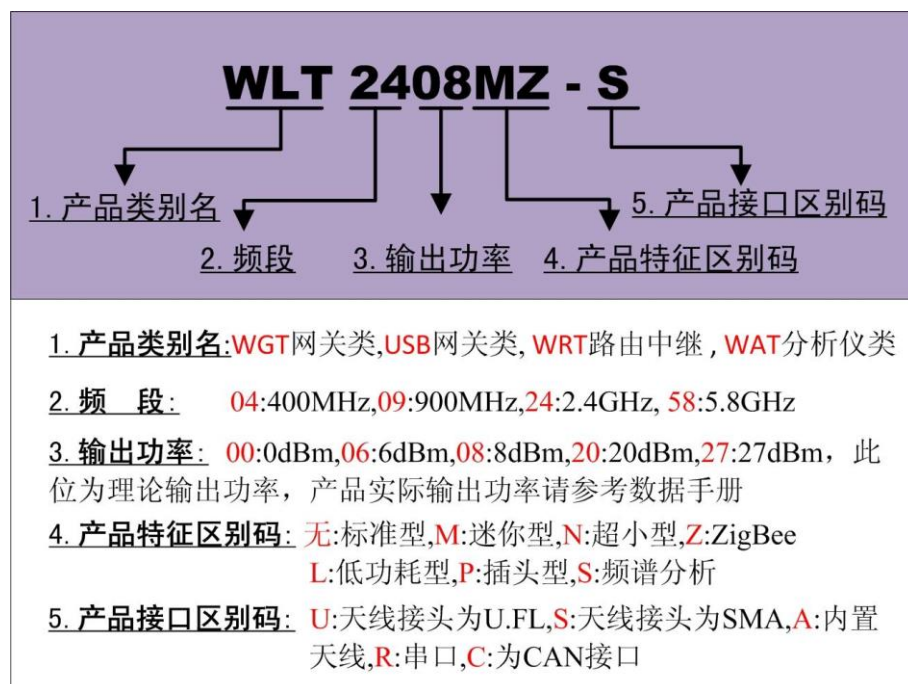 WLT 2408MZ - S
1. 产品类别名
5. 产品接口区别码
2. 频段
3. 输出功率
4. 产品特征区别码
1. 产品类别名:WGT网关类,USB网关类, WRT路由中继 , WAT分析仪类
2. 频 段: 04:400MHz,09:900MHz,24:2.4GHz, 58:5.8GHz
3. 输出功率: 00:0dBm,06:6dBm,08:8dBm,20:20dBm,27:27dBm，此
位为理论输出功率，产品实际输出功率请参考数据手册
4. 产品特征区别码: 无:标准型,M:迷你型,N:超小型,Z:ZigBee
L:低功耗型,P:插头型,S:频谱分析
5. 产品接口区别码: U:天线接头为U.FL,S:天线接头为SMA,A:内置
天线,R:串口,C:为CAN接口